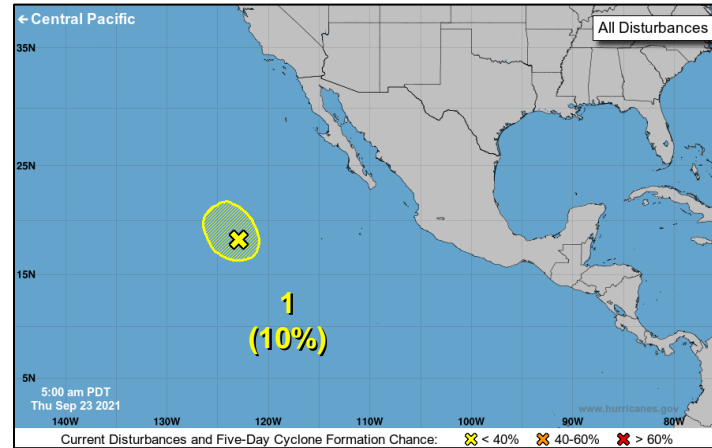 ← Central Pacific
All Disturbances
35N
25N
15N
5N
1
(10%)
5:00 am PDT
Thu Sep 23 2021
www.hurricanes.gov
140W 130W 120W 110W 100W 90W 80W
Current Disturbances and Five-Day Cyclone Formation Chance: < 40% 40-60% > 60%